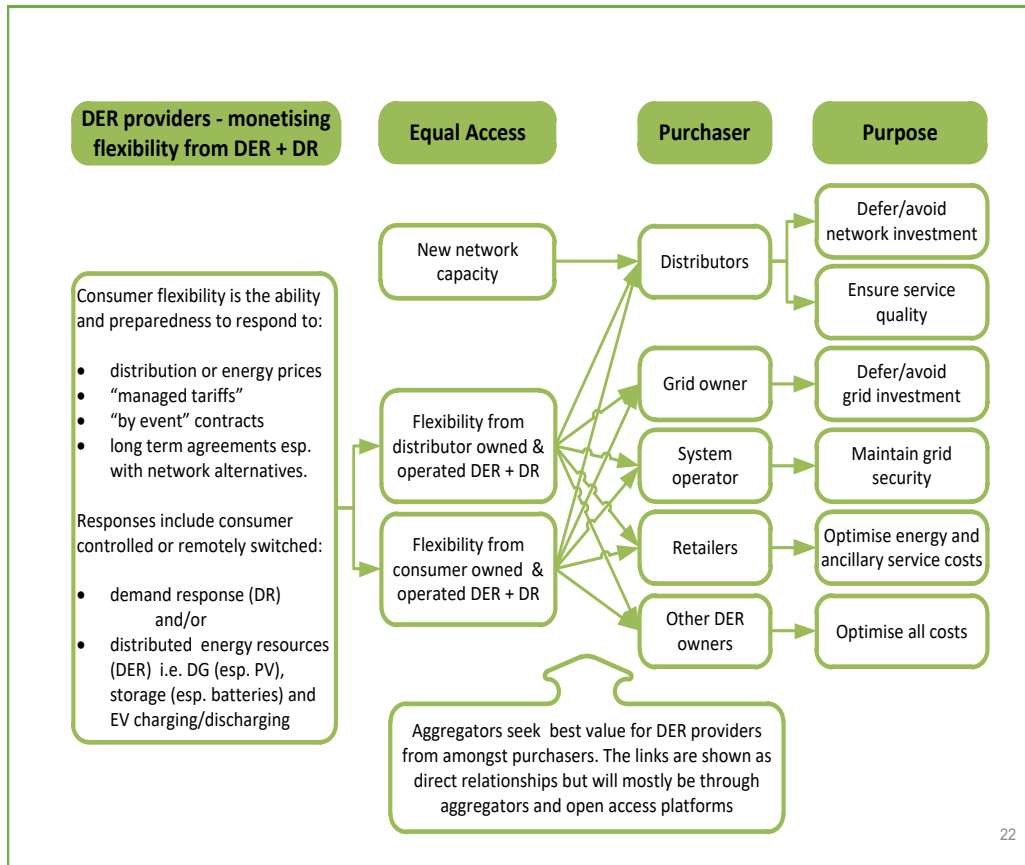 DER providers - monetising
flexibility from DER + DR
Equal Access
Purchaser
Purpose
Consumer flexibility is the ability
and preparedness to respond to:
• distribution or energy prices
• “managed tariffs”
• “by event” contracts
• long term agreements esp.
with network alternatives.
Responses include consumer
controlled or remotely switched:
• demand response (DR)
and/or
• distributed energy resources
(DER) i.e. DG (esp. PV),
storage (esp. batteries) and
EV charging/discharging
New network
capacity
Flexibility from
distributor owned &
operated DER + DR
Flexibility from
consumer owned &
operated DER + DR
Distributors
Grid owner
System
operator
Retailers
Other DER
owners
Defer/avoid
network investment
Ensure service
quality
Defer/avoid
grid investment
Maintain grid
security
Optimise energy and
ancillary service costs
Optimise all costs
Aggregators seek best value for DER providers
from amongst purchasers. The links are shown as
direct relationships but will mostly be through
aggregators and open access platforms
22